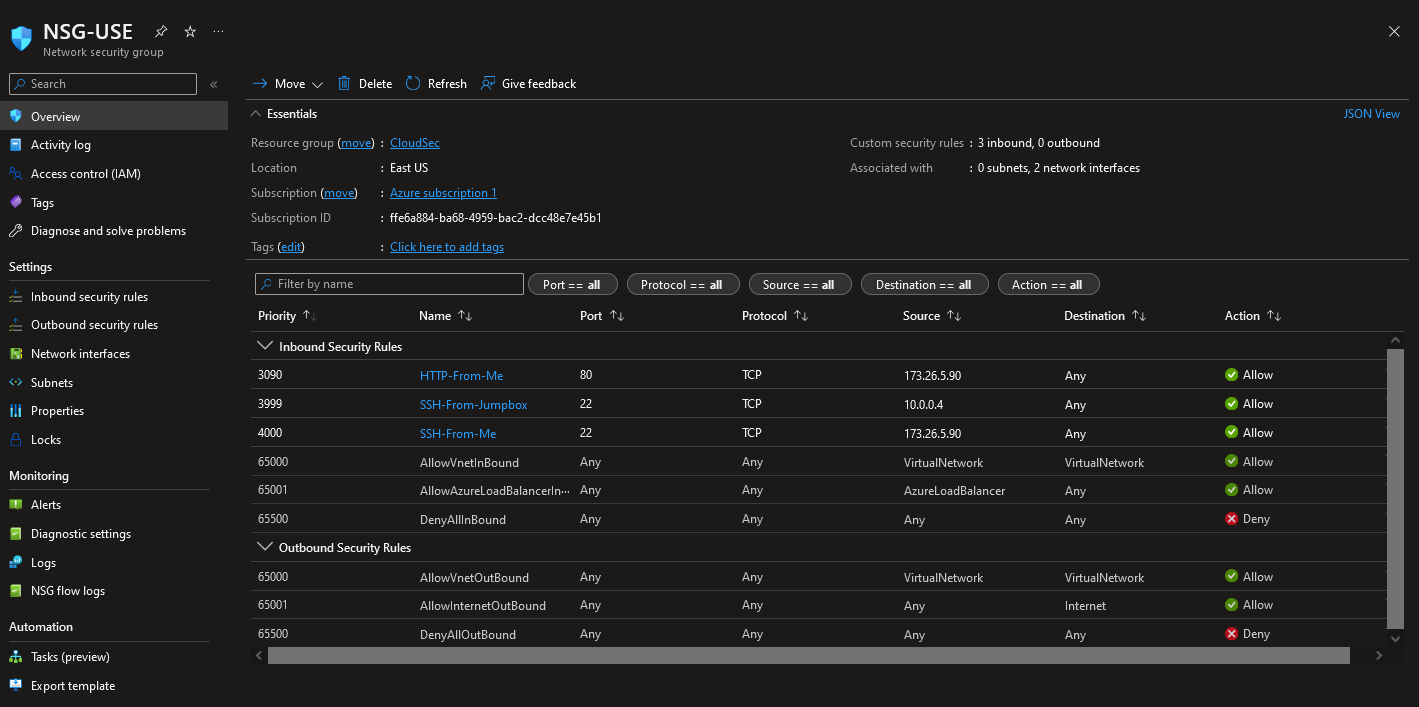 NSG-USE
Network security group
Search
«
Overview
Activity log
Access control (IAM)
Tags
Diagnose and solve problems
Settings
Inbound security rules
Outbound security rules
Network interfaces
Subnets
Properties
Locks
Monitoring
Alerts
Diagnostic settings
Logs
NSG flow logs
Automation
Tasks (preview)
Export template
Move Delete Refresh Give feedback
Essentials JSON View
Resource group (move) : CloudSec
Location : East US
Subscription (move) : Azure subscription 1
Subscription ID : ffe6a884-ba68-4959-bac2-dcc48e7e45b1
Tags (edit) : Click here to add tags
Custom security rules : 3 inbound, 0 outbound
Associated with : 0 subnets, 2 network interfaces
Filter by name Port == all Protocol == all Source == all Destination == all Action == all
Priority Name Port Protocol Source Destination Action
Inbound Security Rules
3090 HTTP-From-Me 80 TCP 173.26.5.90 Any Allow
3999 SSH-From-Jumpbox 22 TCP 10.0.0.4 Any Allow
4000 SSH-From-Me 22 TCP 173.26.5.90 Any Allow
65000 AllowVnetInBound Any Any VirtualNetwork VirtualNetwork Allow
65001 AllowAzureLoadBalancerIn··· Any Any AzureLoadBalancer Any Allow
65500 DenyAllInBound Any Any Any Any Deny
Outbound Security Rules
65000 AllowVnetOutBound Any Any VirtualNetwork VirtualNetwork Allow
65001 AllowInternetOutBound Any Any Any Internet Allow
65500 DenyAllOutBound Any Any Any Any Deny